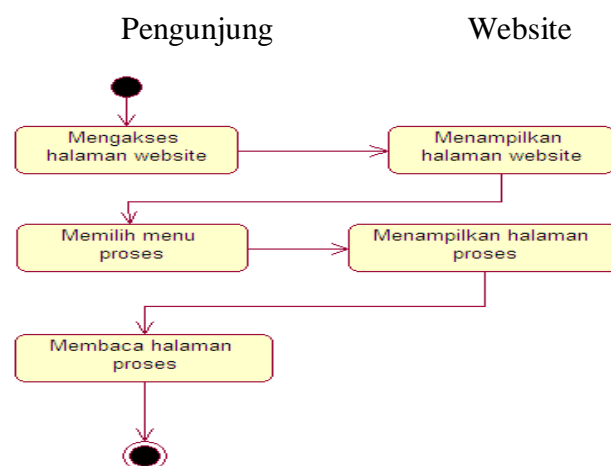 Pengunjung Website
Mengakses
halaman website
Menampilkan
halaman website
Memilih menu
proses
Menampilkan halaman
proses
Membaca halaman
proses